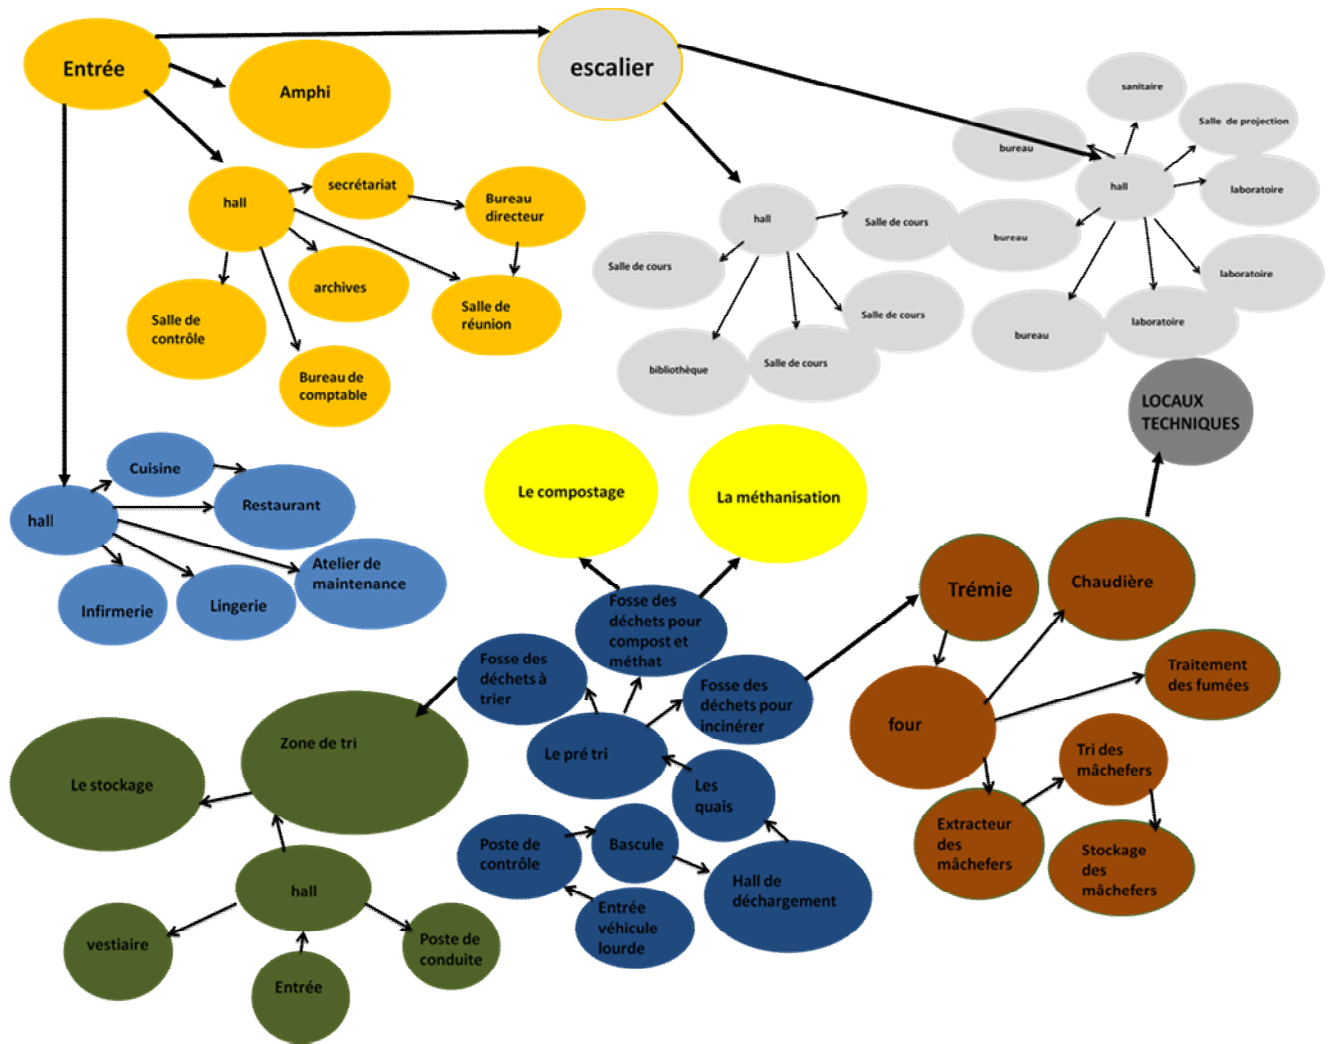 Entrée
escalier
Amphi
sanitaire
Salle de projection
bureau
hall
laboratoire
secrétariat
hall
Bureau
directeur
hall
Salle de cours
bureau
Salle de cours
laboratoire
archives
Salle de
réunion
Salle de
contrôle
Salle de cours
laboratoire
bureau
Salle de cours
bibliothèque
Bureau de
comptable
LOCAUX
TECHNIQUES
Cuisine
Restaurant
hall
Atelier de
maintenance
Infirmerie
Lingerie
Le compostage
La méthanisation
Trémie
Chaudière
Fosse des
déchets pour
compost et
méthat
Fosse des
déchets à
trier
Fosse des
déchets pour
incinérer
Traitement
des fumées
four
Zone de tri
Le pré tri
Tri des
mâchefers
Le stockage
Les
quais
Extracteur
des
mâchefers
Poste de
contrôle
Bascule
Stockage
des
mâchefers
hall
Hall de
déchargement
Entrée
véhicule
lourde
vestiaire
Poste de
conduite
Entrée